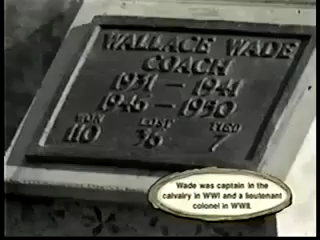 WALLACE WADE
COACH
1931 - 1941
1946 - 1950
WON LOST TIED
110 36 7
Wade was captain in the
calvalry in WWI and a lieutenant
colonel in WWII.